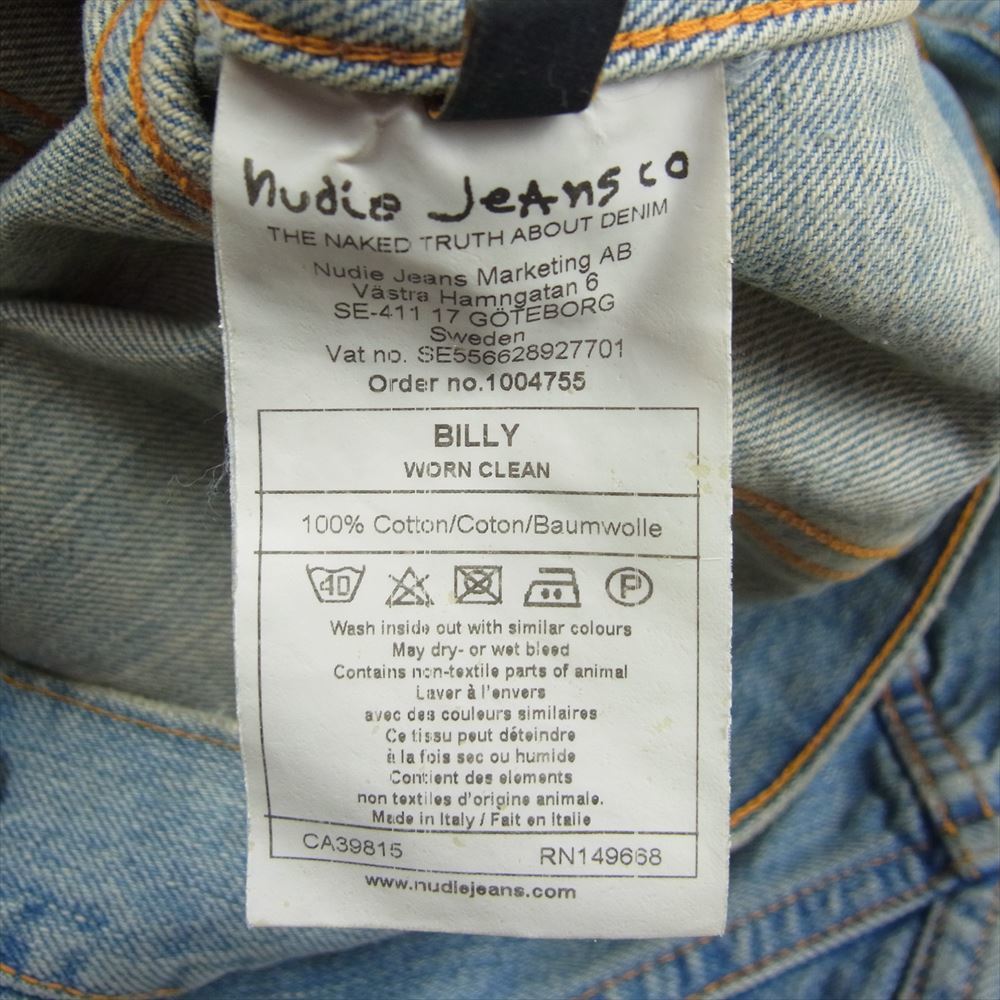 nudie Jeans co
THE NAKED TRUTH ABOUT DENIM
Nudie Jeans Marketing AB
Västra Hamngatan 6
SE-411 17 GÖTEBORG
Sweden
Vat no. SE556628927701
Order no.1004755
BILLY
WORN CLEAN
100% Cotton/Coton/Baumwolle
40 P
Wash inside out with similar colours
May dry- or wet bleed
Contains non-textile parts of animal
Laver à l'envers
avec des couleurs similaires
Ce tissu peut déteindre
à la fois sec ou humide
Contient des elements
non textiles d'origine animale.
Made in Italy / Fait en Italie
CA39815 RN149668
www.nudiejeans.com